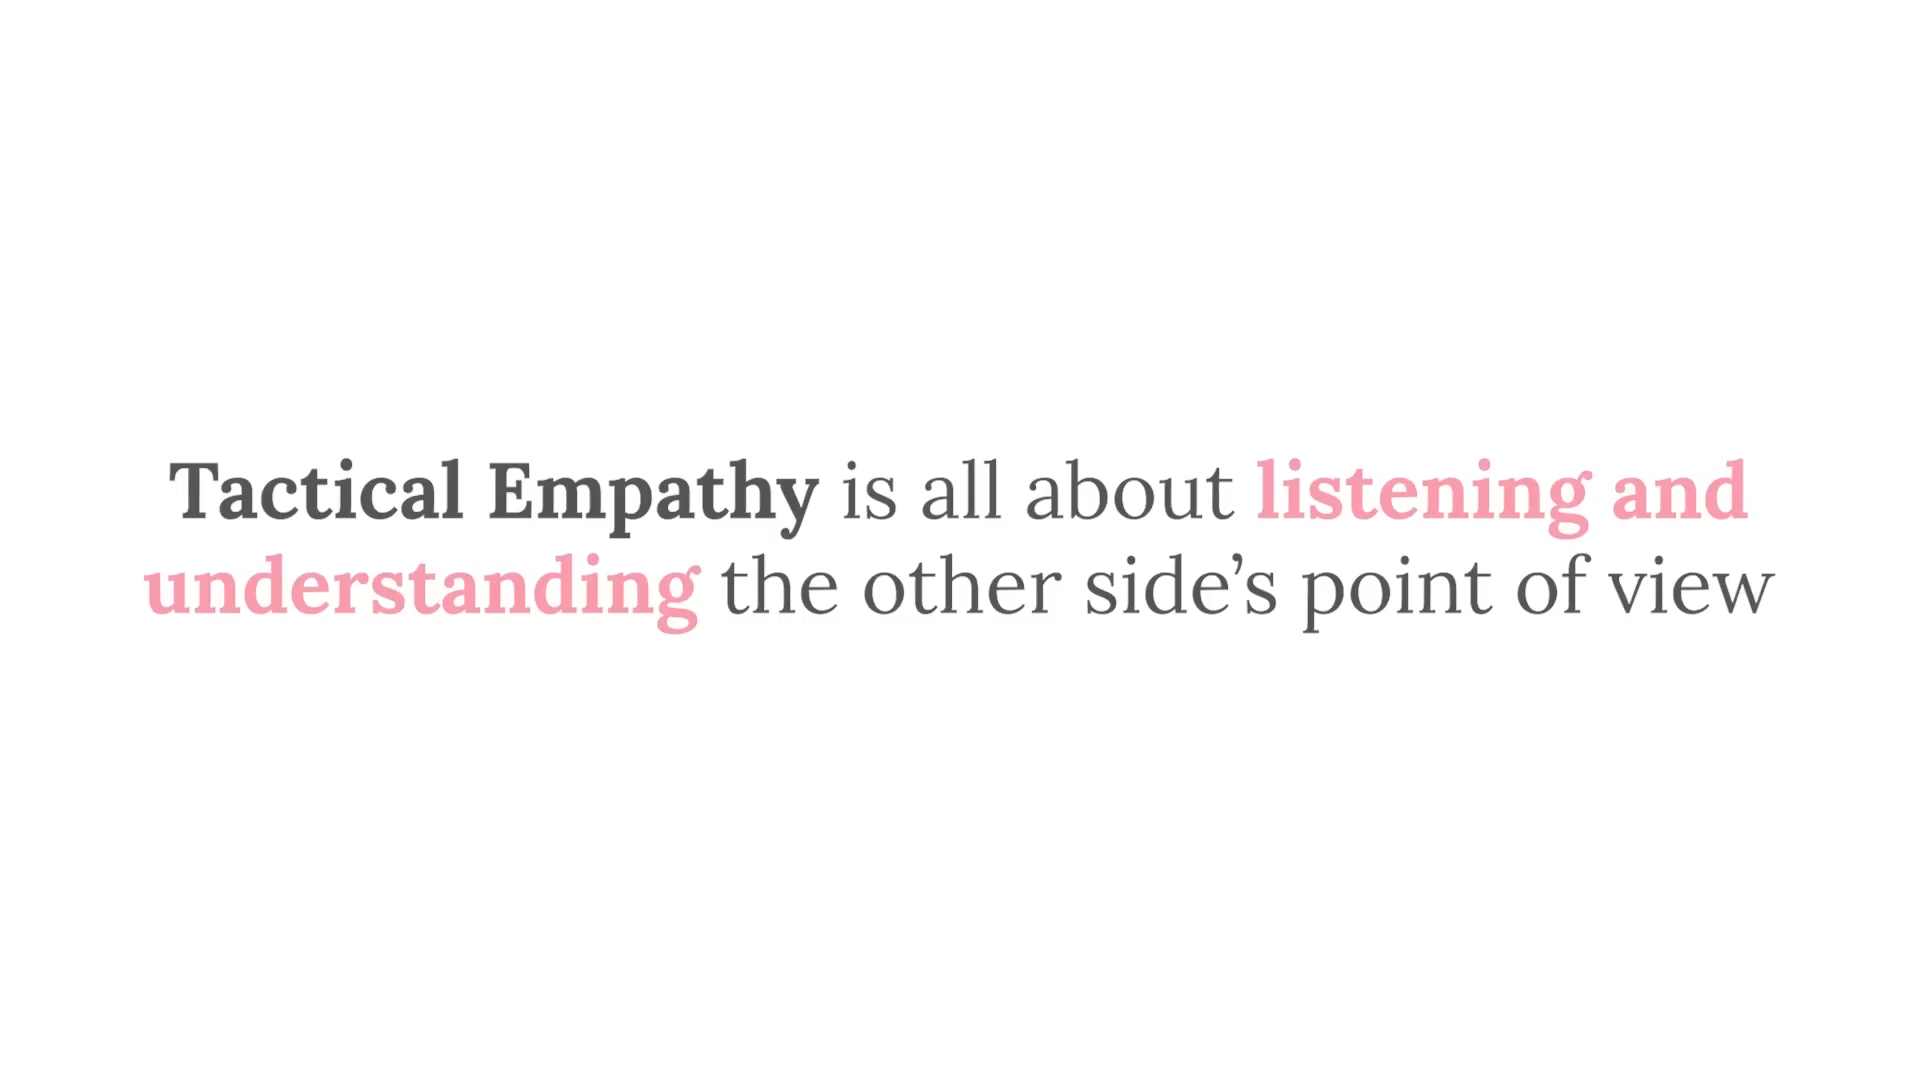 Tactical Empathy is all about listening and
understanding the other side’s point of view